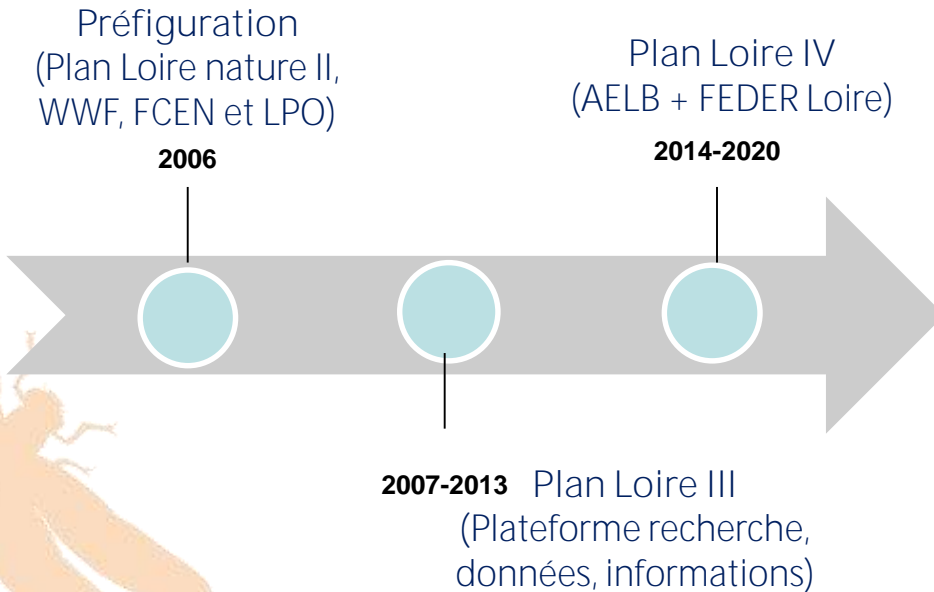 Préfiguration
(Plan Loire nature II,
WWF, FCEN et LPO)
2006
Plan Loire IV
(AELB + FEDER Loire)
2014-2020
2007-2013 Plan Loire III
(Plateforme recherche,
données, informations)